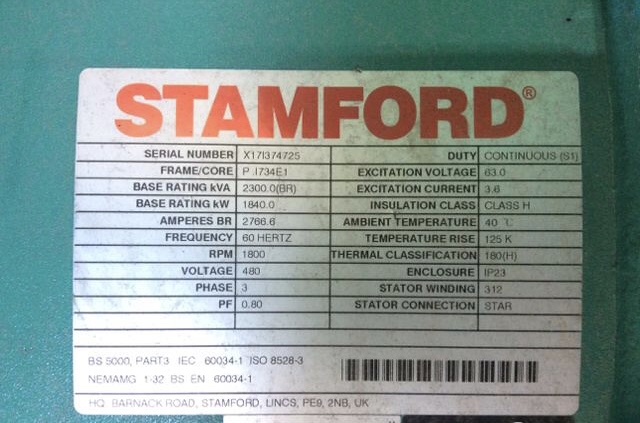 STAMFORD®
SERIAL NUMBER X17I374725 DUTY CONTINUOUS (S1)
FRAME/CORE P .I734E1 EXCITATION VOLTAGE 63.0
BASE RATING kVA 2300.0(BR) EXCITATION CURRENT 3.6
BASE RATING kW 1840.0 INSULATION CLASS CLASS H
AMPERES BR 2766.6 AMBIENT TEMPERATURE 40 °C
FREQUENCY 60 HERTZ TEMPERATURE RISE 125 K
RPM 1800 THERMAL CLASSIFICATION 180(H)
VOLTAGE 480 ENCLOSURE IP23
PHASE 3 STATOR WINDING 312
PF 0.80 STATOR CONNECTION STAR
BS 5000, PART3 IEC 60034-1 ISO 8528-3
NEMAMG 1-32 BS EN 60034-1
HQ. BARNACK ROAD, STAMFORD, LINCS, PE9, 2NB, UK